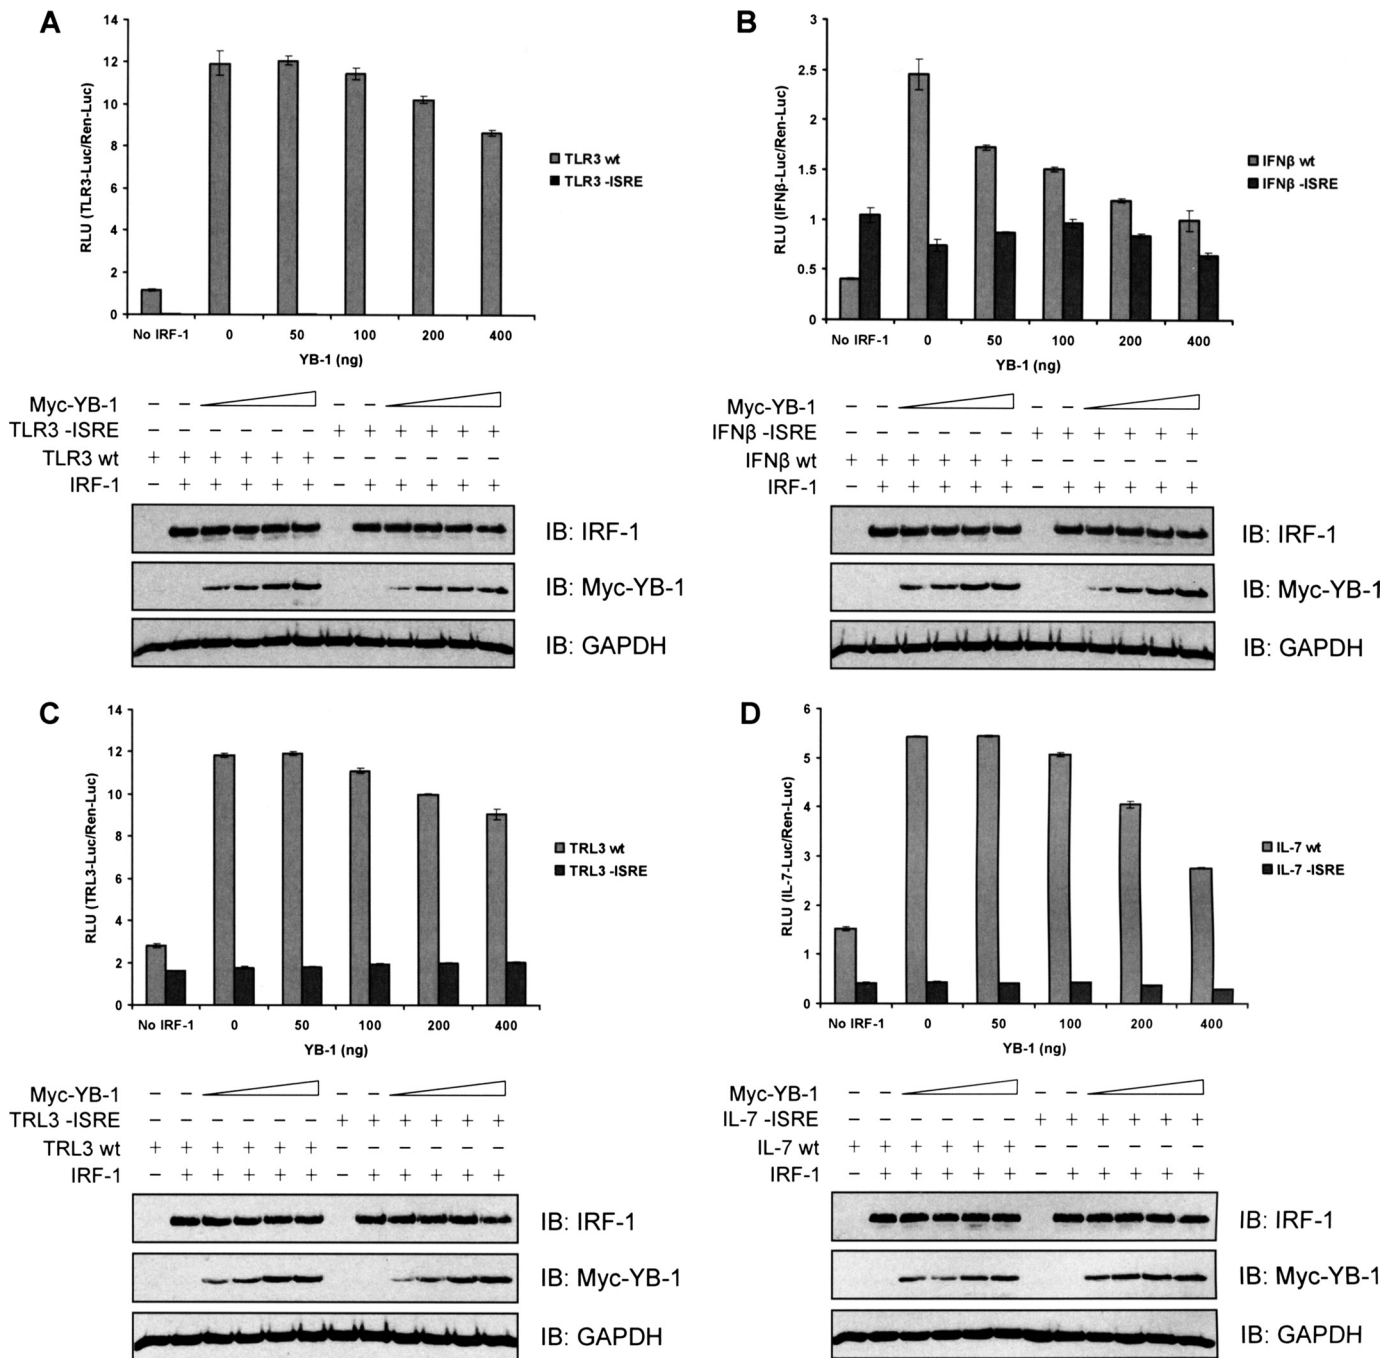 A
14
12
10
8
6
4
2
0
RLU (TLR3-Luc/Ren-Luc)
No IRF-1 0 50 100 200 400
YB-1 (ng)
TLR3 wt
TLR3 -ISRE
Myc-YB-1 – –
TLR3 -ISRE – – – – – – + + + + + +
TLR3 wt + + + + + + – – – – – –
IRF-1 – + + + + + – + + + + +
IB: IRF-1
IB: Myc-YB-1
IB: GAPDH
B
3
2.5
2
1.5
1
0.5
0
RLU (IFNβ-Luc/Ren-Luc)
No IRF-1 0 50 100 200 400
YB-1 (ng)
IFNβ wt
IFNβ -ISRE
Myc-YB-1 – – – –
IFNβ -ISRE – – – – – – + + + + + +
IFNβ wt + + + + + + – – – – – –
IRF-1 – + + + + + – + + + + +
IB: IRF-1
IB: Myc-YB-1
IB: GAPDH
C
14
12
10
8
6
4
2
0
RLU (TRL3-Luc/Ren-Luc)
No IRF-1 0 50 100 200 400
YB-1 (ng)
TRL3 wt
TRL3 -ISRE
Myc-YB-1 – – – –
TRL3 -ISRE – – – – – – + + + + + +
TRL3 wt + + + + + + – – – – – –
IRF-1 – + + + + + – + + + + +
IB: IRF-1
IB: Myc-YB-1
IB: GAPDH
D
6
5
4
3
2
1
0
RLU (IL-7-Luc/Ren-Luc)
No IRF-1 0 50 100 200 400
YB-1 (ng)
IL-7 wt
IL-7 -ISRE
Myc-YB-1 – – – –
IL-7 -ISRE – – – – – – + + + + + +
IL-7 wt + + + + + + – – – – – –
IRF-1 – + + + + + – + + + + +
IB: IRF-1
IB: Myc-YB-1
IB: GAPDH